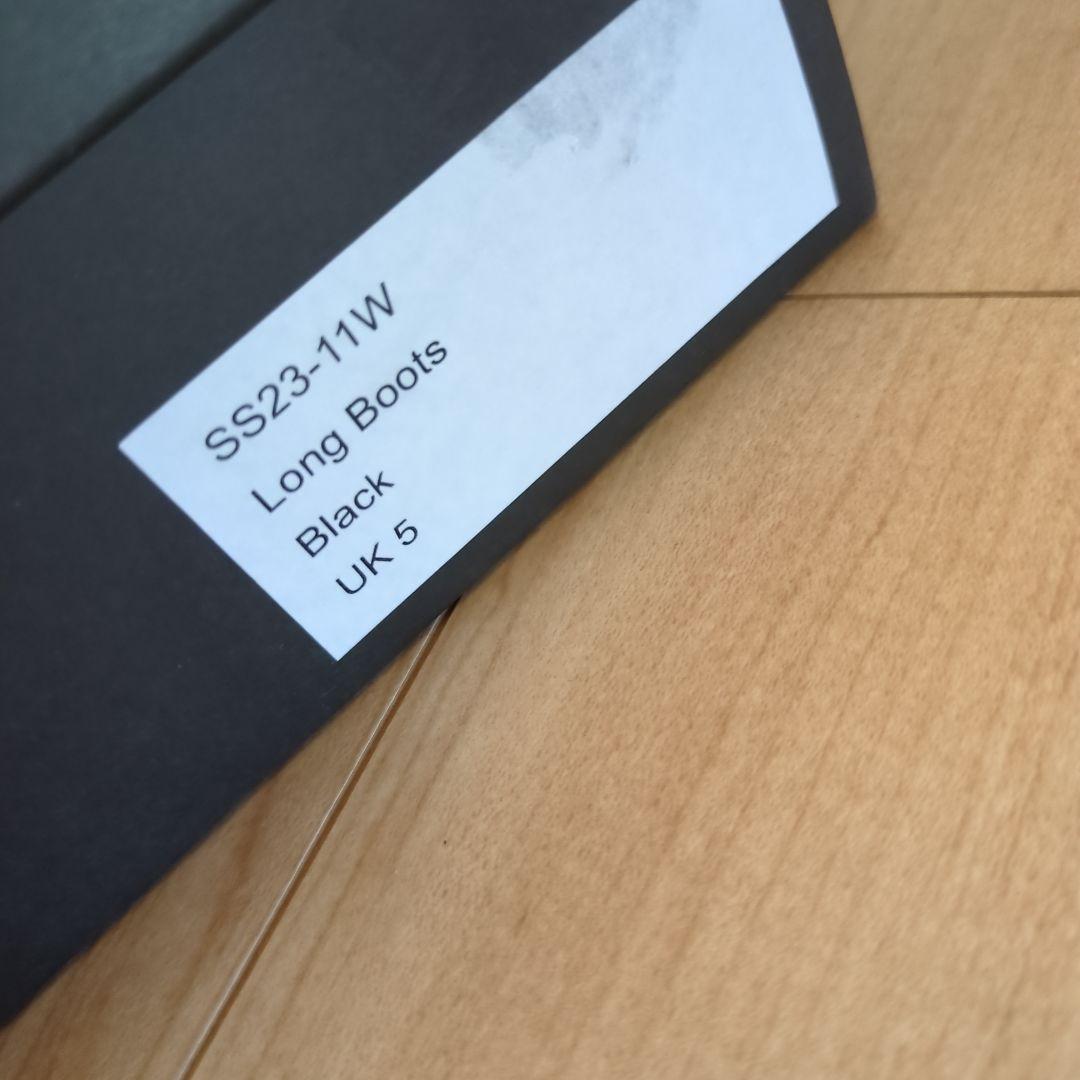 SS23-11W
Long Boots
Black
UK 5